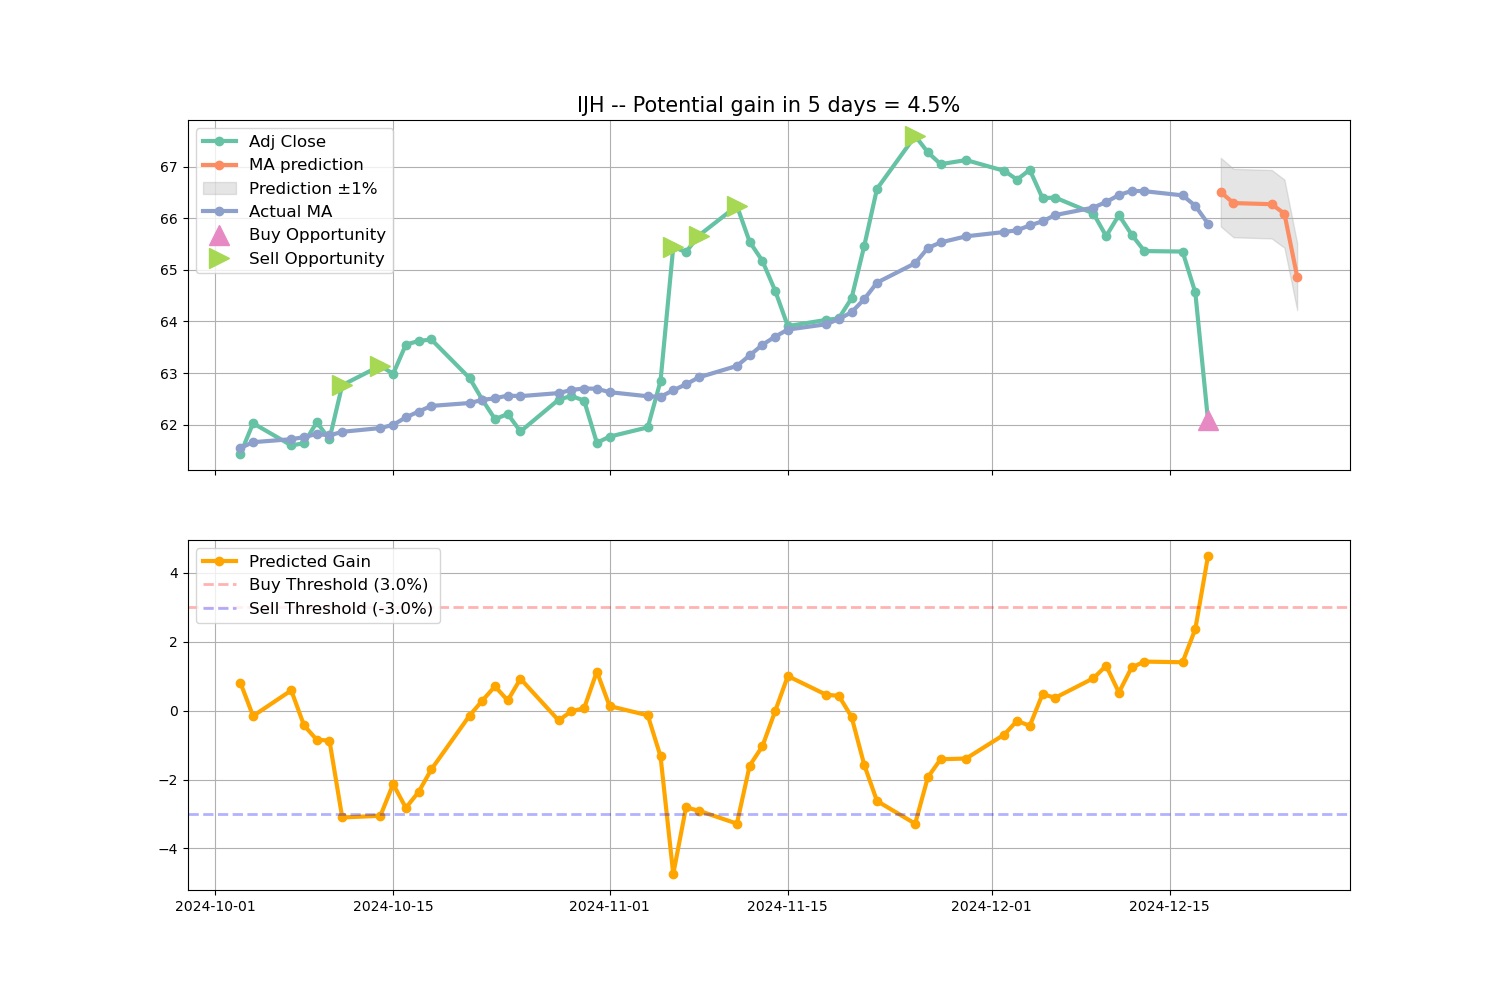 IJH -- Potential gain in 5 days = 4.5%
Adj Close
MA prediction
Prediction ±1%
Actual MA
Buy Opportunity
Sell Opportunity
67
66
65
64
63
62
Predicted Gain
Buy Threshold (3.0%)
Sell Threshold (-3.0%)
4
2
0
−2
−4
2024-10-01
2024-10-15
2024-11-01
2024-11-15
2024-12-01
2024-12-15